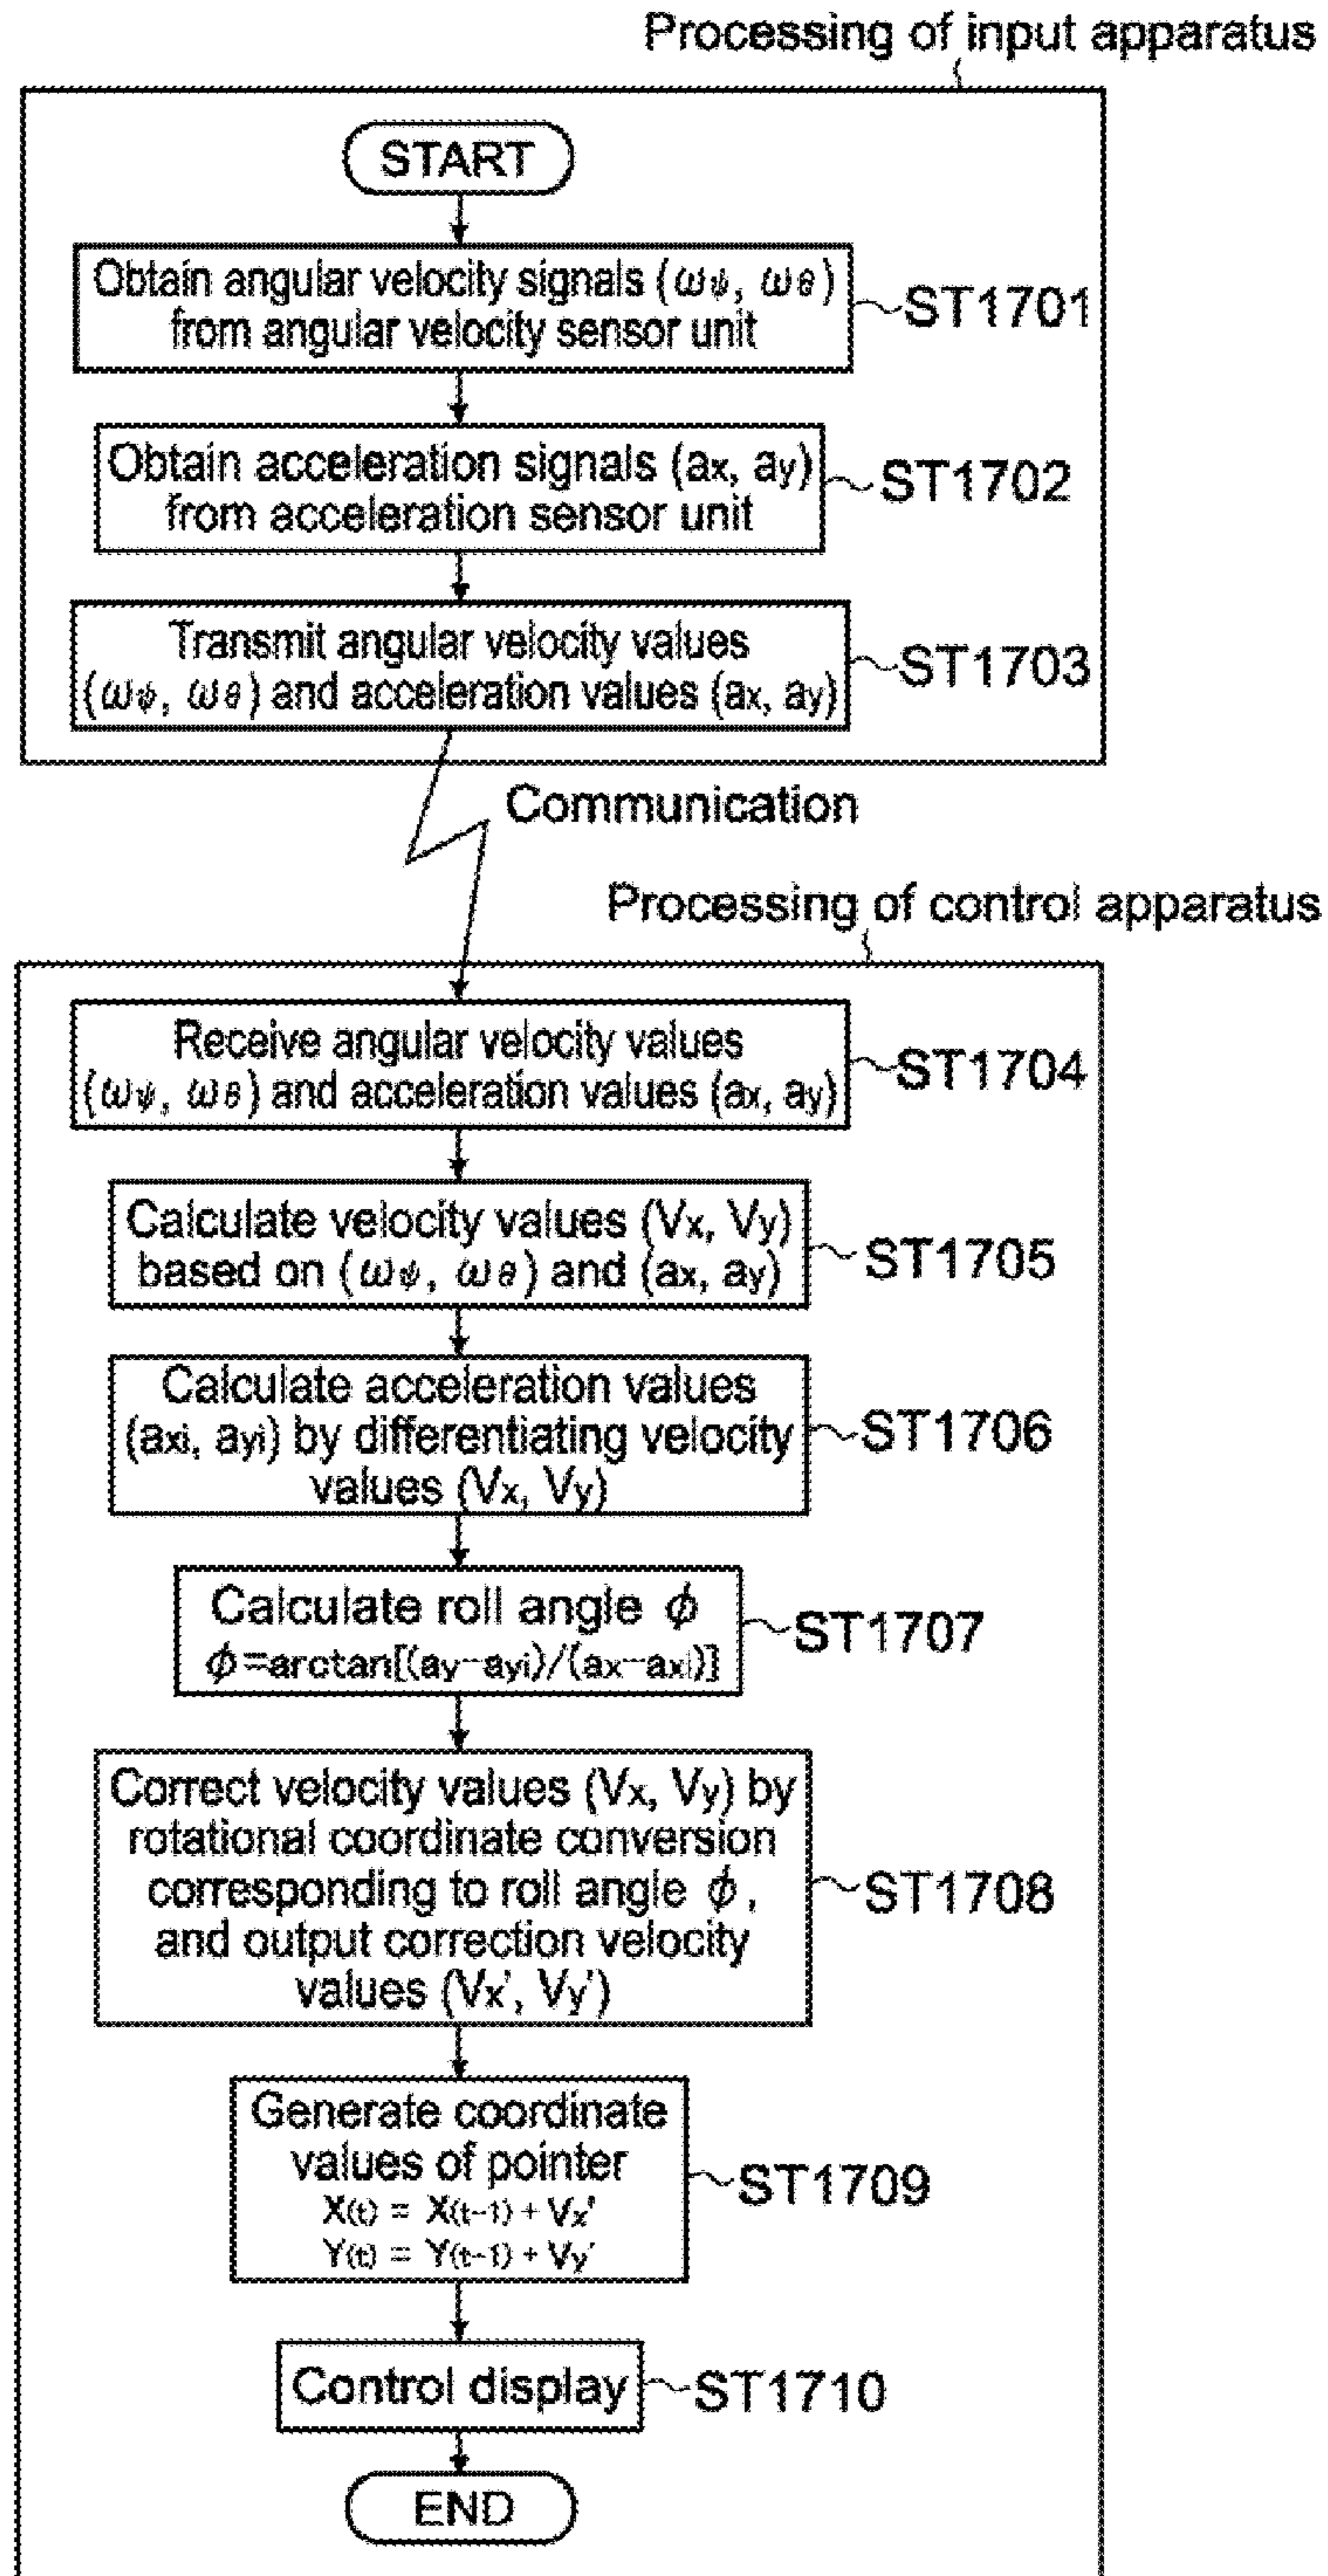 Processing of input apparatus
START
Obtain angular velocity signals (ωψ, ωθ)
from angular velocity sensor unit
ST1701
Obtain acceleration signals (ax, ay)
from acceleration sensor unit
ST1702
Transmit angular velocity values
(ωψ, ωθ) and acceleration values (ax, ay)
ST1703
Communication
Processing of control apparatus
Receive angular velocity values
(ωψ, ωθ) and acceleration values (ax, ay)
ST1704
Calculate velocity values (Vx, Vy)
based on (ωψ, ωθ) and (ax, ay)
ST1705
Calculate acceleration values
(axi, ayi) by differentiating velocity
values (Vx, Vy)
ST1706
Calculate roll angle ϕ
ϕ=arctan[(ay-ayi)/(ax-axi)]
ST1707
Correct velocity values (Vx, Vy) by
rotational coordinate conversion
corresponding to roll angle ϕ,
and output correction velocity
values (Vx', Vy')
ST1708
Generate coordinate
values of pointer
X(t) = X(t-1) + Vx'
Y(t) = Y(t-1) + Vy'
ST1709
Control display
ST1710
END